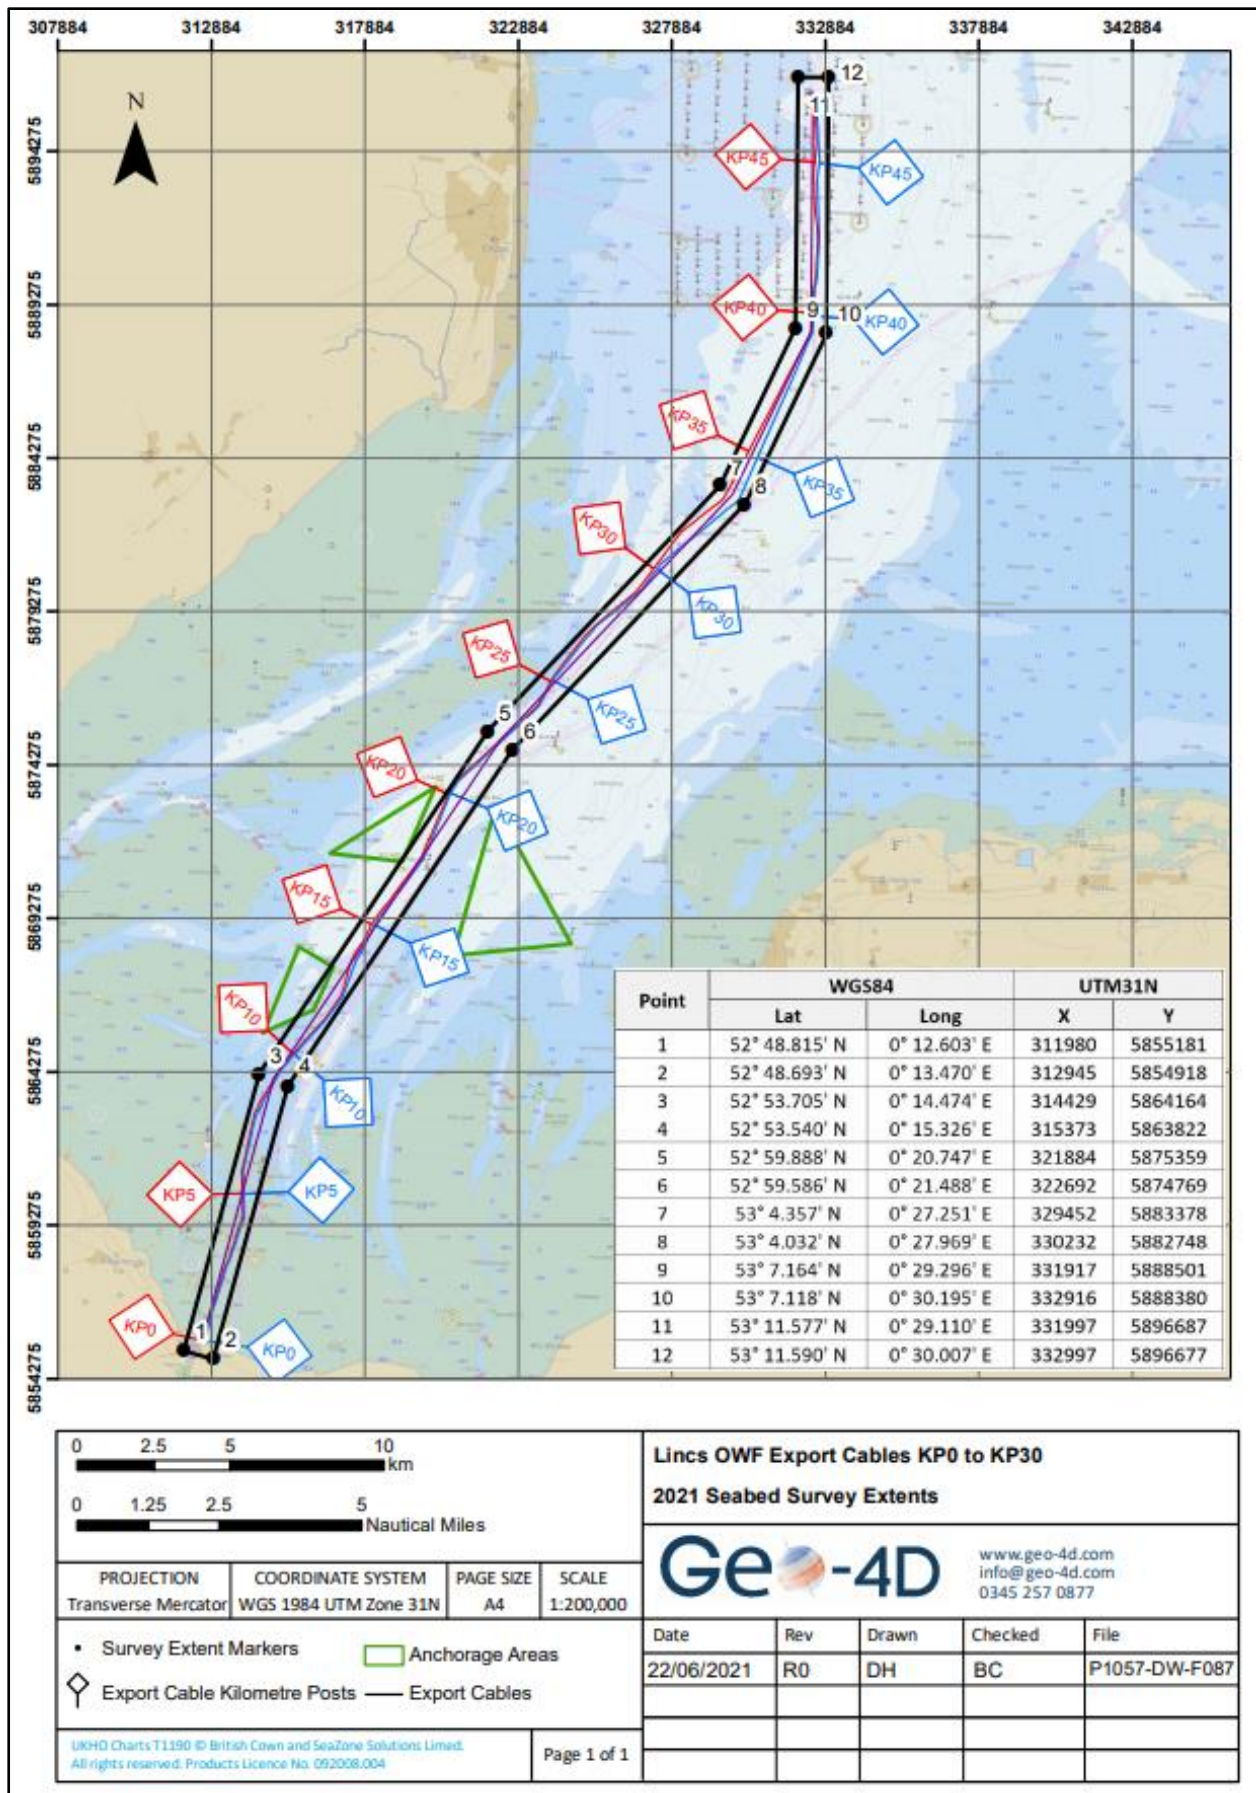 307884 312884 317884 322884 327884 332884 337884 342884
N
12
11
5894275
KP45
KP45
5889275
KP40
9
10
KP40
KP35
5884275
7
8
KP35
KP30
5879275
KP30
KP25
KP25
5
6
5874275
KP20
KP20
5869275
KP15
KP15
KP10
3
4
5864275
KP10
KP5
KP5
5859275
KP0
1
2
KP0
5854275
Point WGS84 UTM31N
Lat Long X Y
1 52° 48.815' N 0° 12.603' E 311980 5855181
2 52° 48.693' N 0° 13.470' E 312945 5854918
3 52° 53.705' N 0° 14.474' E 314429 5864164
4 52° 53.540' N 0° 15.326' E 315373 5863822
5 52° 59.888' N 0° 20.747' E 321884 5875359
6 52° 59.586' N 0° 21.488' E 322692 5874769
7 53° 4.357' N 0° 27.251' E 329452 5883378
8 53° 4.032' N 0° 27.969' E 330232 5882748
9 53° 7.164' N 0° 29.296' E 331917 5888501
10 53° 7.118' N 0° 30.195' E 332916 5888380
11 53° 11.577' N 0° 29.110' E 331997 5896687
12 53° 11.590' N 0° 30.007' E 332997 5896677
0 2.5 5 10
km
0 1.25 2.5 5
Nautical Miles
PROJECTION COORDINATE SYSTEM PAGE SIZE SCALE
Transverse Mercator WGS 1984 UTM Zone 31N A4 1:200,000
Survey Extent Markers Anchorage Areas
Export Cable Kilometre Posts Export Cables
UKHO Charts T1190 © British Cown and SeaZone Solutions Limed.
All rights reserved. Products Licence No. 092008.004
Page 1 of 1
Lincs OWF Export Cables KP0 to KP30
2021 Seabed Survey Extents
Geo-4D
www.geo-4d.com
info@geo-4d.com
0345 257 0877
Date Rev Drawn Checked File
22/06/2021 R0 DH BC P1057-DW-F087